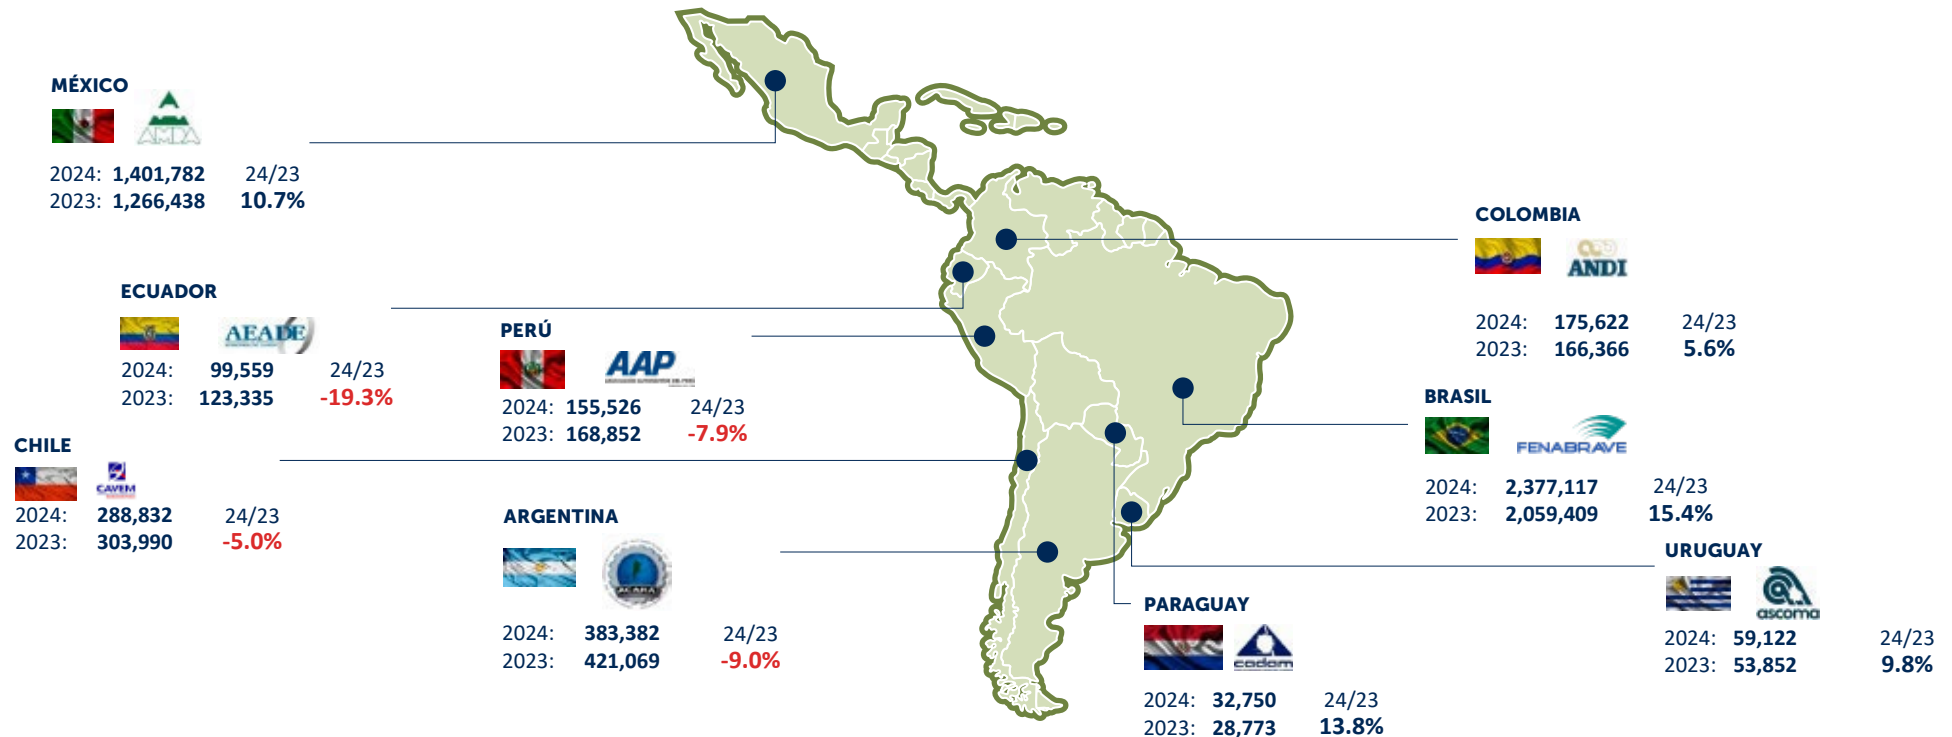 MÉXICO
AMDA
2024: 1,401,782 24/23
2023: 1,266,438 10.7%
COLOMBIA
ANDI
2024: 175,622 24/23
2023: 166,366 5.6%
ECUADOR
AEADE
2024: 99,559 24/23
2023: 123,335 -19.3%
PERÚ
AAP
2024: 155,526 24/23
2023: 168,852 -7.9%
BRASIL
FENABRAVE
2024: 2,377,117 24/23
2023: 2,059,409 15.4%
CHILE
CAVEM
2024: 288,832 24/23
2023: 303,990 -5.0%
ARGENTINA
ACARA
2024: 383,382 24/23
2023: 421,069 -9.0%
URUGUAY
ascoma
2024: 59,122 24/23
2023: 53,852 9.8%
PARAGUAY
cadam
2024: 32,750 24/23
2023: 28,773 13.8%